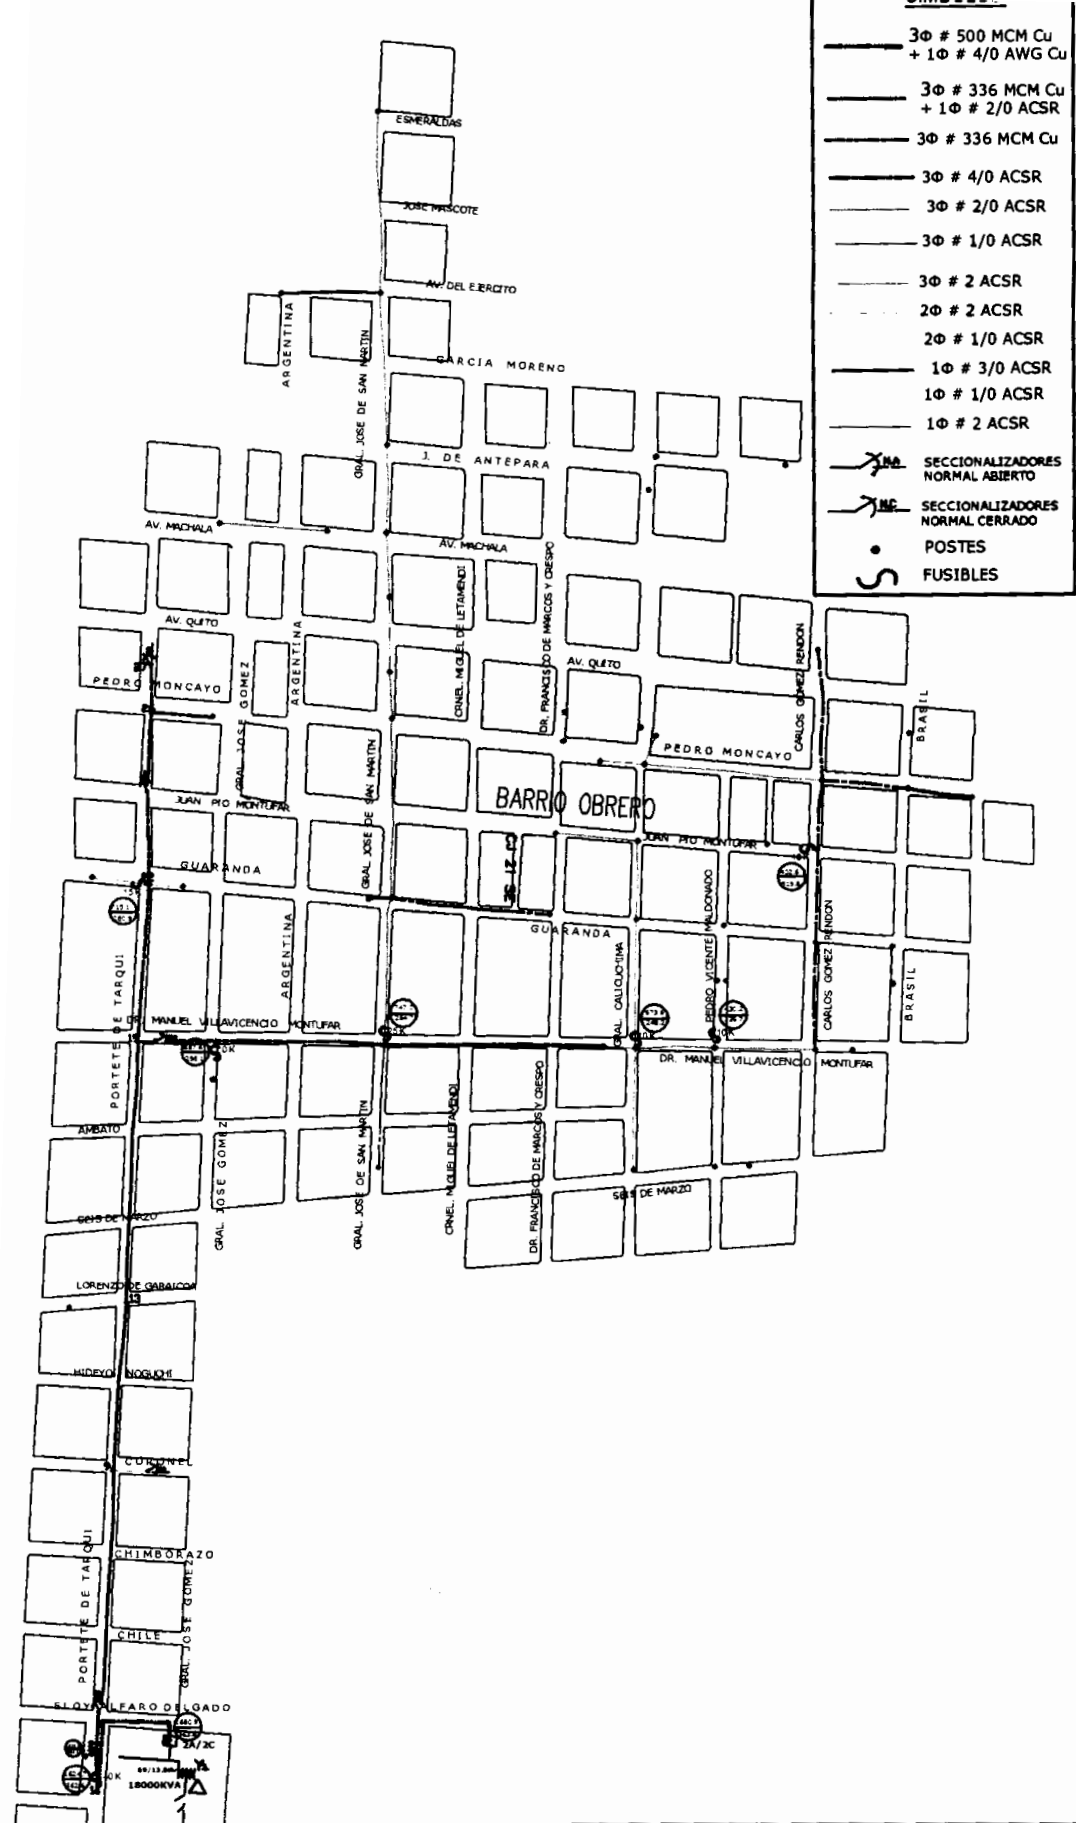 3Φ # 500 MCM Cu
+ 1Φ # 4/0 AWG Cu
3Φ # 336 MCM Cu
+ 1Φ # 2/0 ACSR
3Φ # 336 MCM Cu
3Φ # 4/0 ACSR
3Φ # 2/0 ACSR
3Φ # 1/0 ACSR
3Φ # 2 ACSR
2Φ # 2 ACSR
2Φ # 1/0 ACSR
1Φ # 3/0 ACSR
1Φ # 1/0 ACSR
1Φ # 2 ACSR
N.A. SECCIONALIZADORES
NORMAL ABIERTO
N.C. SECCIONALIZADORES
NORMAL CERRADO
POSTES
FUSIBLES
ESMERALDAS
JOSE MASCOTE
AV. DEL EJERCITO
ARGENTINA
GRAL. JOSE DE SAN MARTIN
GARCIA MORENO
J. DE ANTEPARA
AV. MACHALA
AV. MACHALA
CRNEL. MIGUEL DE LETAMENDI
DR. FRANCISCO DE MARCOS Y CRESPO
AV. QUITO
ARGENTINA
AV. QUITO
CARLOS GOMEZ RENDON
PEDRO MONCAYO
GRAL. JOSE GOMEZ
BRASIL
PEDRO MONCAYO
GRAL. JOSE DE SAN MARTIN
BARRIO OBRERO
JUAN PIO MONTUFAR
JUAN PIO MONTUFAR
GUARANDA
PEDRO VICENTE MALDONADO
CARLOS GOMEZ RENDON
GUARANDA
ARGENTINA
GRAL. CALICUCHIMA
BRASIL
PORTETE DE TARQUI
DR. MANUEL VILLAVICENCIO MONTUFAR
DR. MANUEL VILLAVICENCIO MONTUFAR
AMBATO
GRAL. JOSE GOMEZ
GRAL. JOSE DE SAN MARTIN
CRNEL. MIGUEL DE LETAMENDI
DR. FRANCISCO DE MARCOS Y CRESPO
SEIS DE MARZO
SEIS DE MARZO
LORENZO DE GARAICOA
13
HIDEYO NOGUCHI
CORONEL
CHIMBORAZO
PORTETE DE TARQUI
GRAL. JOSE GOMEZ
CHILE
ELOY ALFARO DELGADO
2A/2C
18000KVA